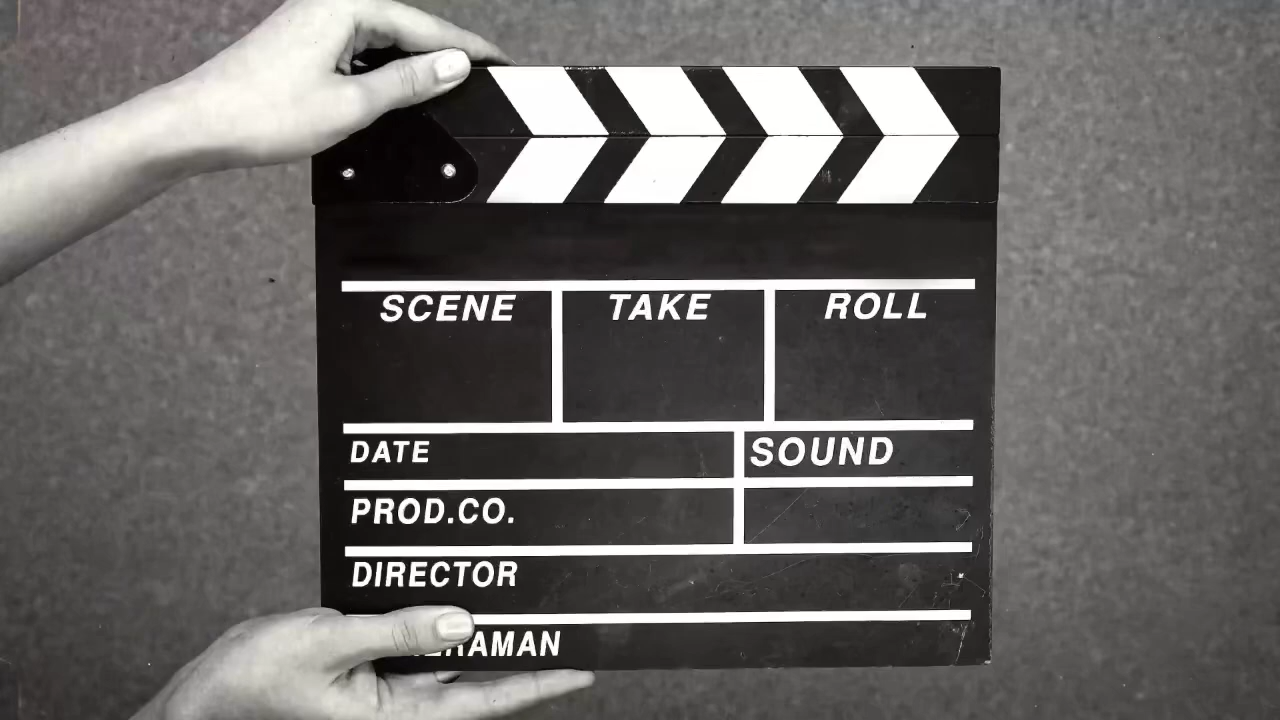 SCENE TAKE ROLL
DATE SOUND
PROD.CO.
DIRECTOR